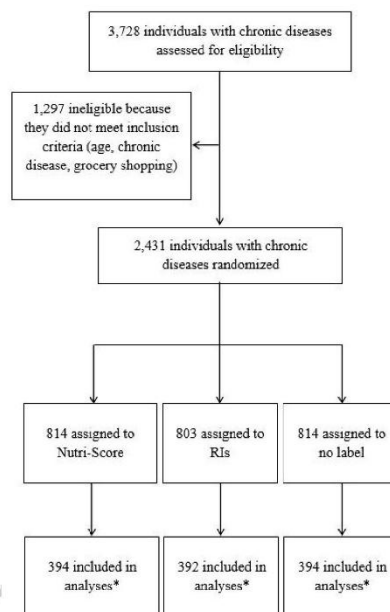 3,728 individuals with chronic diseases
assessed for eligibility
1,297 ineligible because
they did not meet inclusion
criteria (age, chronic
disease, grocery shopping)
2,431 individuals with chronic
diseases randomized
814 assigned to
Nutri-Score
803 assigned to
RIs
814 assigned to
no label
394 included in
analyses*
392 included in
analyses*
394 included in
analyses*